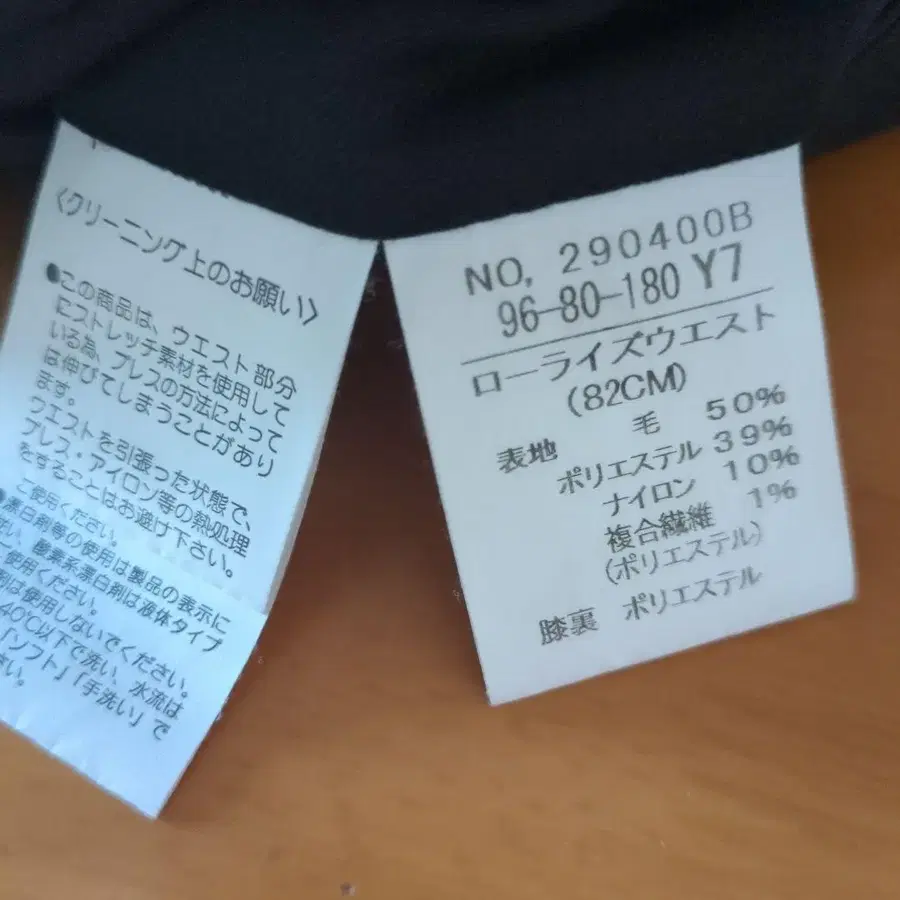 〈クリーニング上のお願い〉
●この商品は、ウエスト部分
にストレッチ素材を使用して
いる為、プレスの方法によって
は伸びてしまうことがあり
ます。
ウエストを引張った状態で、
プレス・アイロン等の熱処理
をすることはお避け下さい。
ご使用ください。
漂白剤等の使用は製品の表示に
酸素系漂白剤は液体タイプ
使用ください。
は使用しないでください。
40℃以下で洗い、水流は
「ソフト」「手洗い」で
さい。
NO, 290400B
96-80-180 Y7
ローライズウエスト
(82CM)
表地 毛 50%
ポリエステル 39%
ナイロン 10%
複合繊維 1%
(ポリエステル)
膝裏 ポリエステル